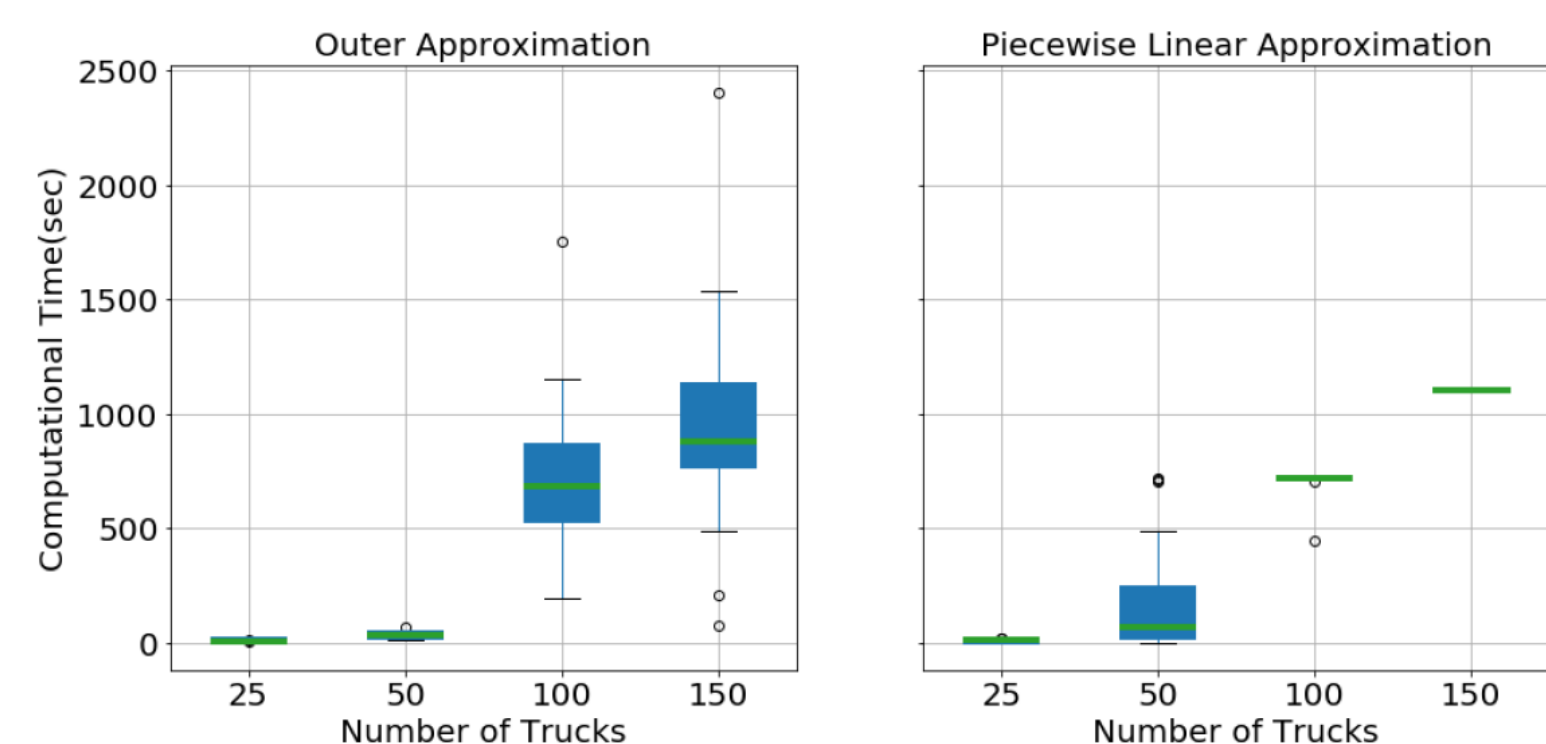 Outer Approximation
Piecewise Linear Approximation
Computational Time(sec)
2500
2000
1500
1000
500
0
25 50 100 150
25 50 100 150
Number of Trucks
Number of Trucks